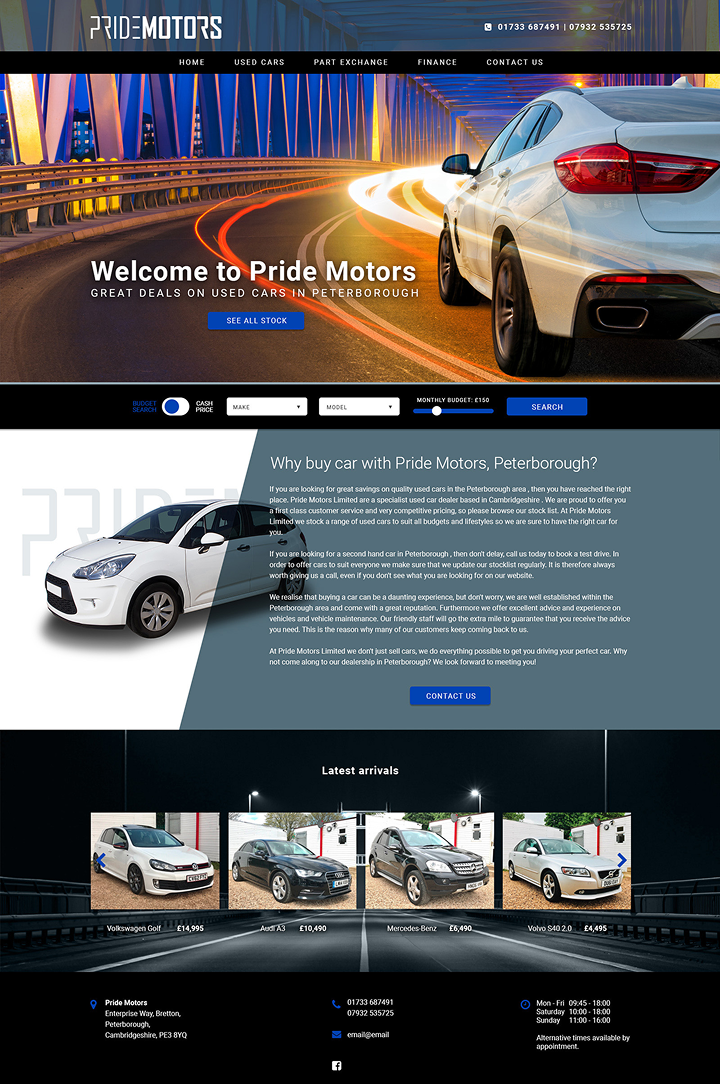 PRIDEMOTORS
01733 687491 | 07932 535725
HOME USED CARS PART EXCHANGE FINANCE CONTACT US
Welcome to Pride Motors
GREAT DEALS ON USED CARS IN PETERBOROUGH
SEE ALL STOCK
BUDGET SEARCH
CASH PRICE
MAKE
MODEL
MONTHLY BUDGET: £150
SEARCH
Why buy car with Pride Motors, Peterborough?
If you are looking for great savings on quality used cars in the Peterborough area , then you have reached the right
place. Pride Motors Limited are a specialist used car dealer based in Cambridgeshire . We are proud to offer you
a first class customer service and very competitive pricing, so please browse our stock list. At Pride Motors
Limited we stock a range of used cars to suit all budgets and lifestyles so we are sure to have the right car for
you.
If you are looking for a second hand car in Peterborough , then don't delay, call us today to book a test drive. In
order to offer cars to suit everyone we make sure that we update our stocklist regularly. It is therefore always
worth giving us a call, even if you don't see what you are looking for on our website.
We realise that buying a car can be a daunting experience, but don't worry, we are well established within the
Peterborough area and come with a great reputation. Furthermore we offer excellent advice and experience on
vehicles and vehicle maintenance. Our friendly staff will go the extra mile to guarantee that you receive the advice
you need. This is the reason why many of our customers keep coming back to us.
At Pride Motors Limited we don't just sell cars, we do everything possible to get you driving your perfect car. Why
not come along to our dealership in Peterborough? We look forward to meeting you!
CONTACT US
Latest arrivals
Volkswagen Golf £14,995
Audi A3 £10,490
Mercedes-Benz £6,490
Volvo S40 2.0 £4,495
Pride Motors
Enterprise Way, Bretton,
Peterborough,
Cambridgeshire, PE3 8YQ
01733 687491
07932 535725
email@email
Mon - Fri 09:45 - 18:00
Saturday 10:00 - 18:00
Sunday 11:00 - 16:00
Alternative times available by
appointment.